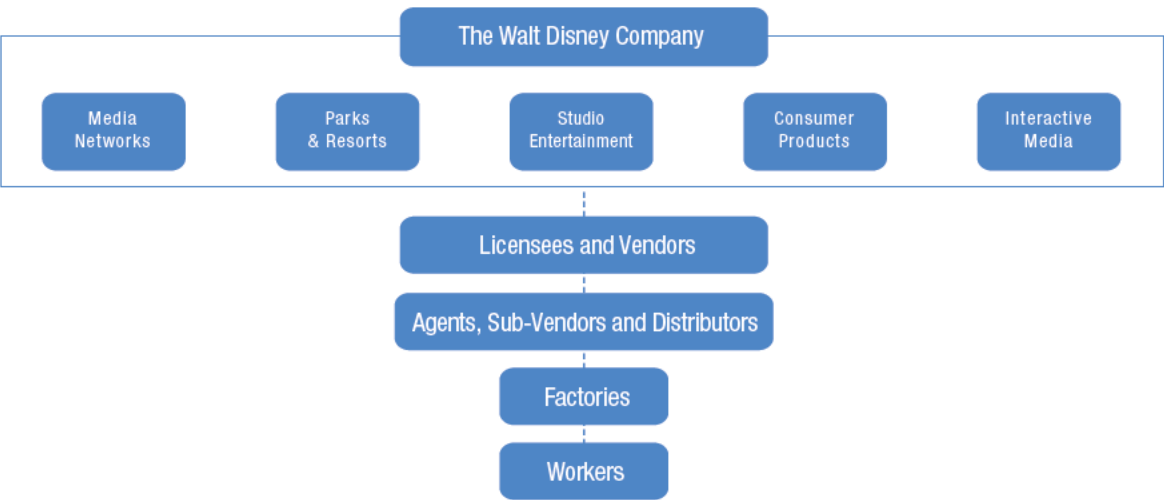 The Walt Disney Company
Media
Networks
Parks
& Resorts
Studio
Entertainment
Consumer
Products
Interactive
Media
Licensees and Vendors
Agents, Sub-Vendors and Distributors
Factories
Workers